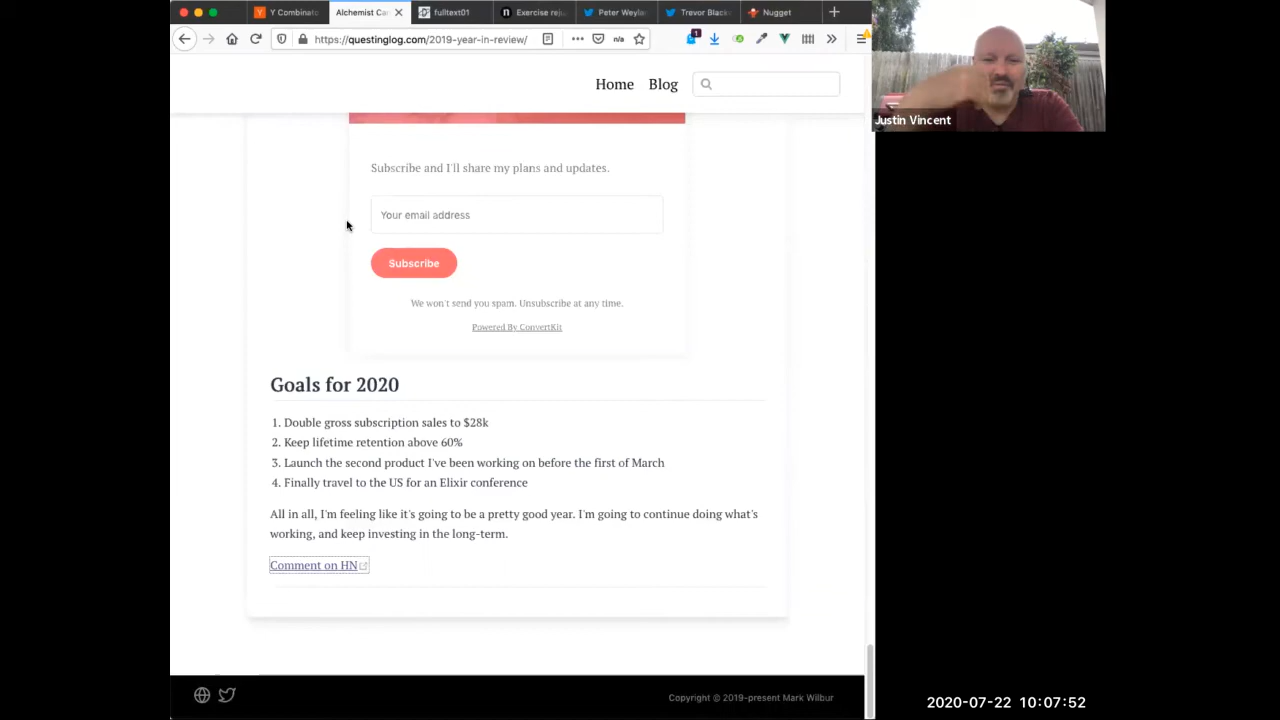 Y Combinato
Alchemist Ca
fulltext01
Exercise reju
Peter Weyla
Trevor Black
Nugget
https://questinglog.com/2019-year-in-review/
n/a
1
Home
Blog
Justin Vincent
Subscribe and I'll share my plans and updates.
Your email address
Subscribe
We won't send you spam. Unsubscribe at any time.
Powered By ConvertKit
Goals for 2020
1. Double gross subscription sales to $28k
2. Keep lifetime retention above 60%
3. Launch the second product I've been working on before the first of March
4. Finally travel to the US for an Elixir conference
All in all, I'm feeling like it's going to be a pretty good year. I'm going to continue doing what's
working, and keep investing in the long-term.
Comment on HN
Copyright © 2019-present Mark Wilbur
2020-07-22 10:07:52